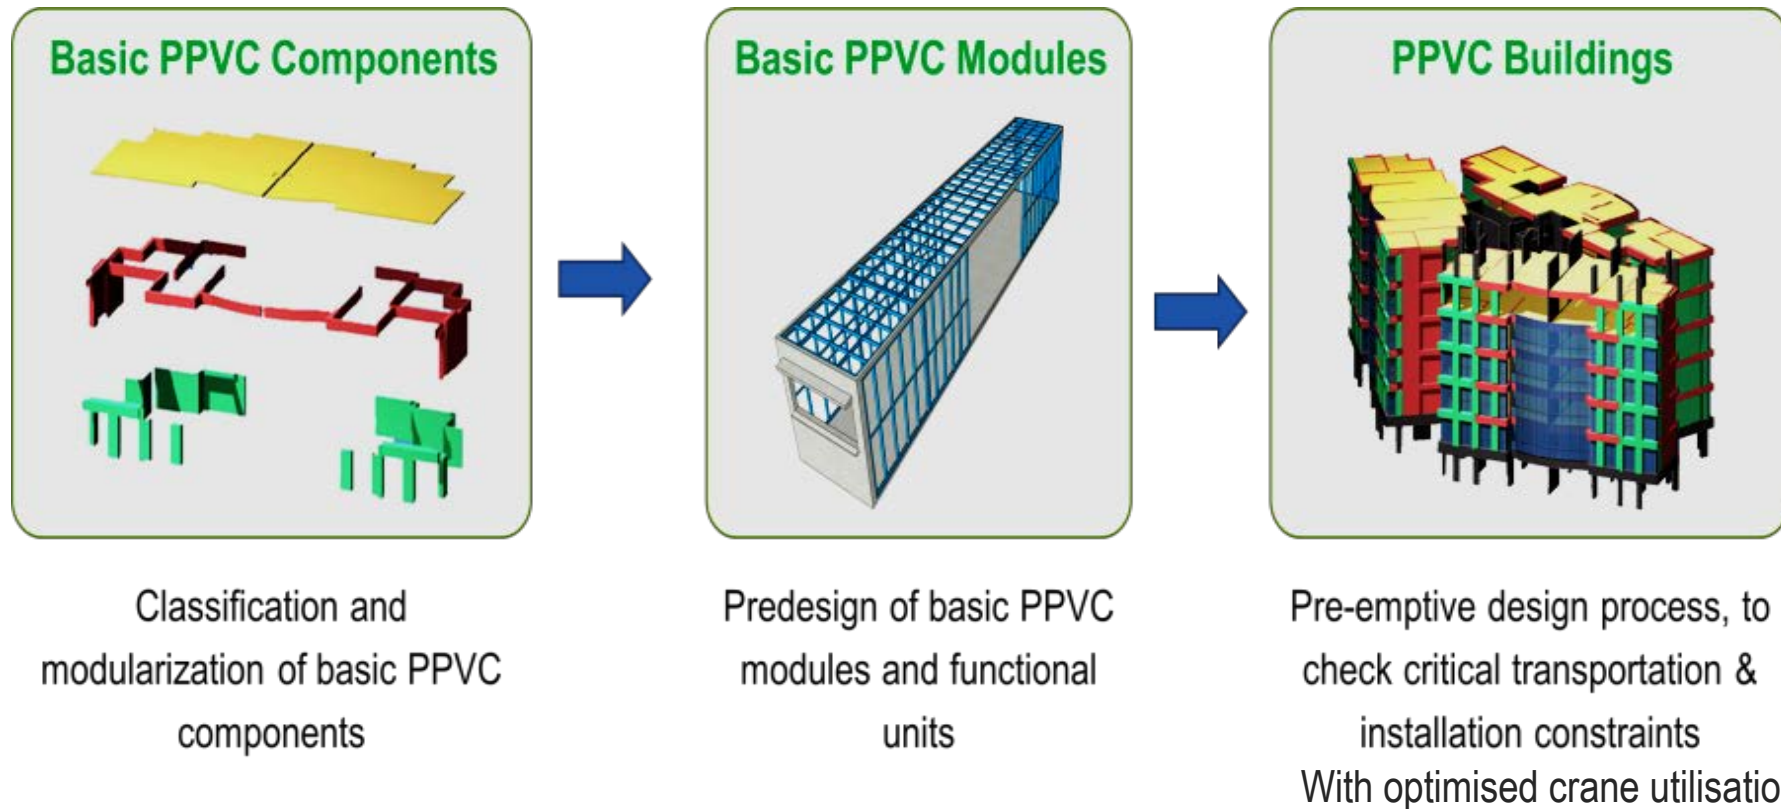 Basic PPVC Components
Basic PPVC Modules
PPVC Buildings
Classification and
modularization of basic PPVC
components
Predesign of basic PPVC
modules and functional
units
Pre-emptive design process, to
check critical transportation &
installation constraints
With optimised crane utilisatio